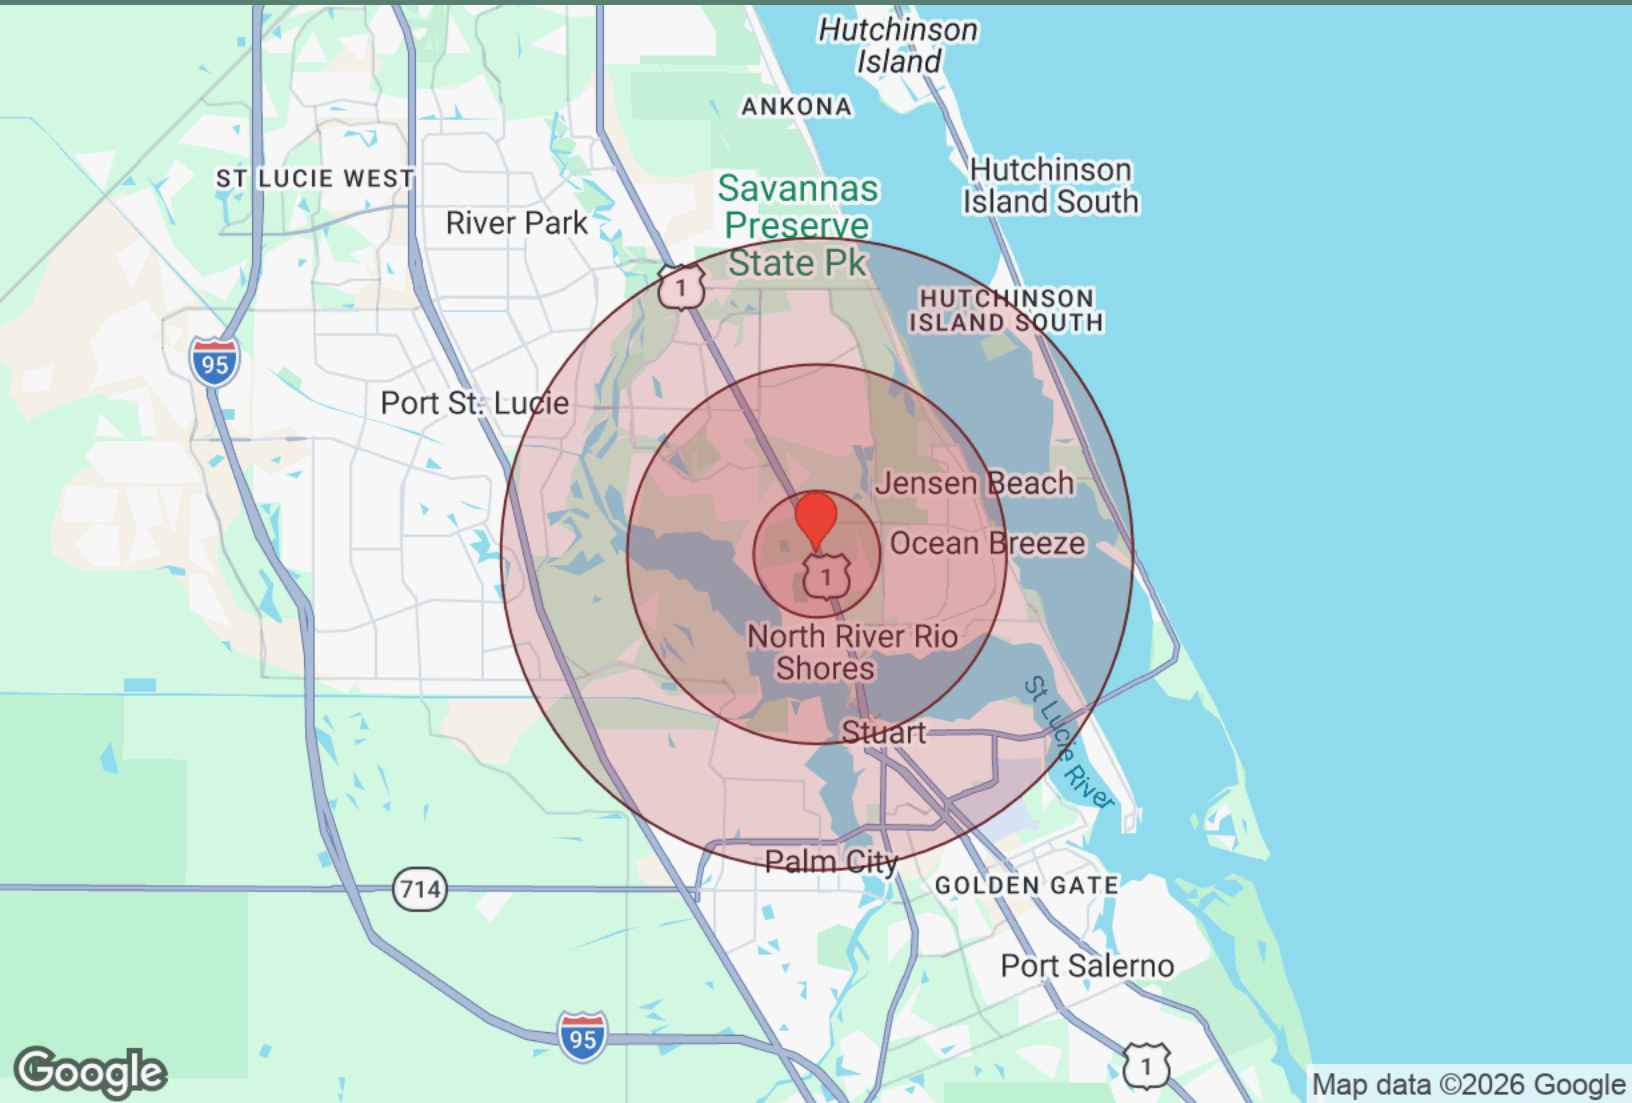 Hutchinson
Island
ANKONA
Hutchinson
Island South
ST LUCIE WEST
Savannas
Preserve
State Pk
River Park
1
HUTCHINSON
ISLAND SOUTH
95
Port St. Lucie
Jensen Beach
Ocean Breeze
1
North River Rio
Shores
St Lucie River
Stuart
Palm City
714
GOLDEN GATE
Port Salerno
95
1
Google
Map data ©2026 Google